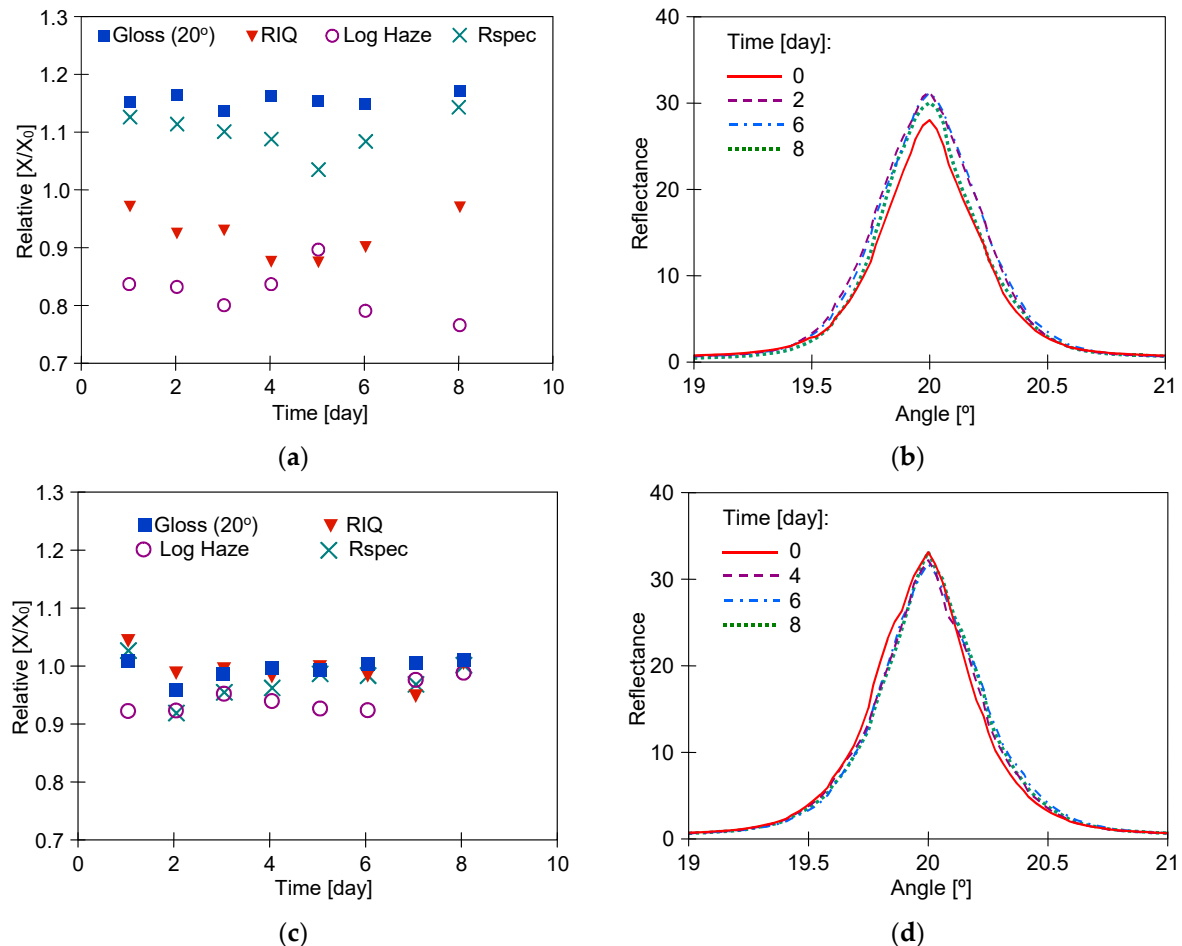 1.3
Gloss (20º) RIQ Log Haze Rspec
1.2
1.1
1.0
0.9
0.8
0.7
Relative [X/X₀]
0 2 4 6 8 10
Time [day]
(a)
40
Time [day]:
0
2
6
8
30
20
10
0
Reflectance
19 19.5 20 20.5 21
Angle [º]
(b)
1.3
Gloss (20º) RIQ
Log Haze Rspec
1.2
1.1
1.0
0.9
0.8
0.7
Relative [X/X₀]
0 2 4 6 8 10
Time [day]
(c)
40
Time [day]:
0
4
6
8
30
20
10
0
Reflectance
19 19.5 20 20.5 21
Angle [º]
(d)